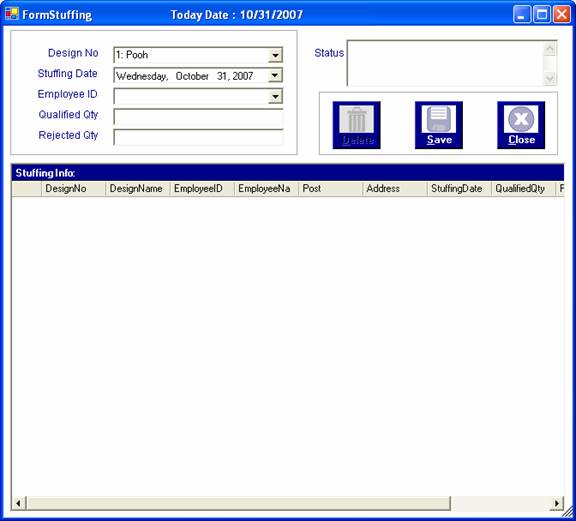 FormStuffing Today Date : 10/31/2007
Design No 1: Pooh
Stuffing Date Wednesday, October 31, 2007
Employee ID
Qualified Qty
Rejected Qty
Status
Delete Save Close
Stuffing Info:
DesignNo DesignName EmployeeID EmployeeNa Post Address StuffingDate QualifiedQty